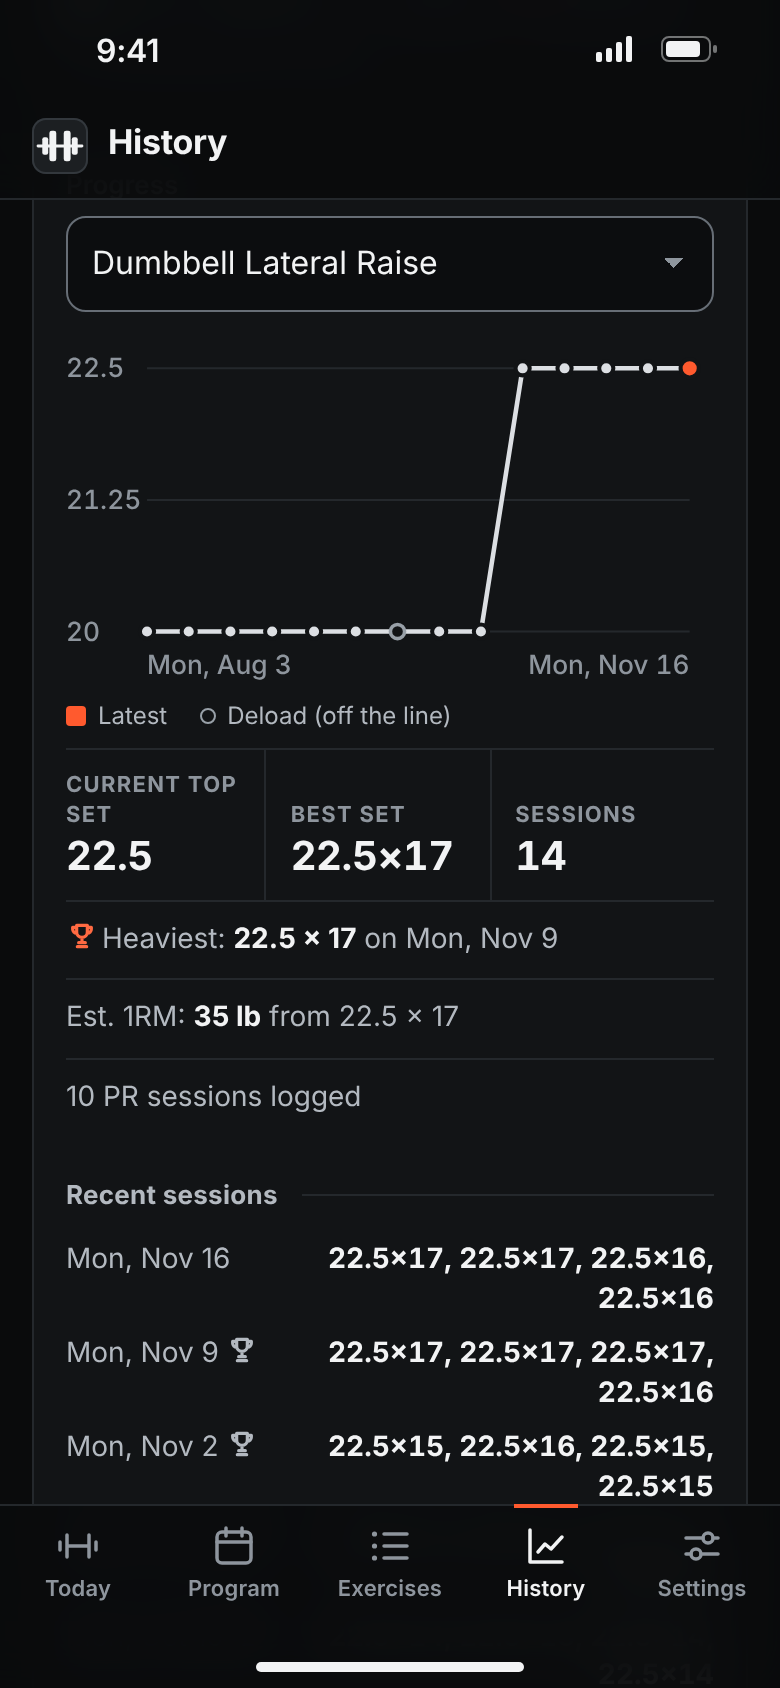 9:41
History
Progress
Dumbbell Lateral Raise
22.5
21.25
20
Mon, Aug 3
Mon, Nov 16
Latest
Deload (off the line)
CURRENT TOP
SET
22.5
BEST SET
22.5×17
SESSIONS
14
Heaviest: 22.5 × 17 on Mon, Nov 9
Est. 1RM: 35 lb from 22.5 × 17
10 PR sessions logged
Recent sessions
Mon, Nov 16
22.5×17, 22.5×17, 22.5×16,
22.5×16
Mon, Nov 9
22.5×17, 22.5×17, 22.5×17,
22.5×16
Mon, Nov 2
22.5×15, 22.5×16, 22.5×15,
22.5×15
Today
Program
Exercises
History
Settings
22.5×14